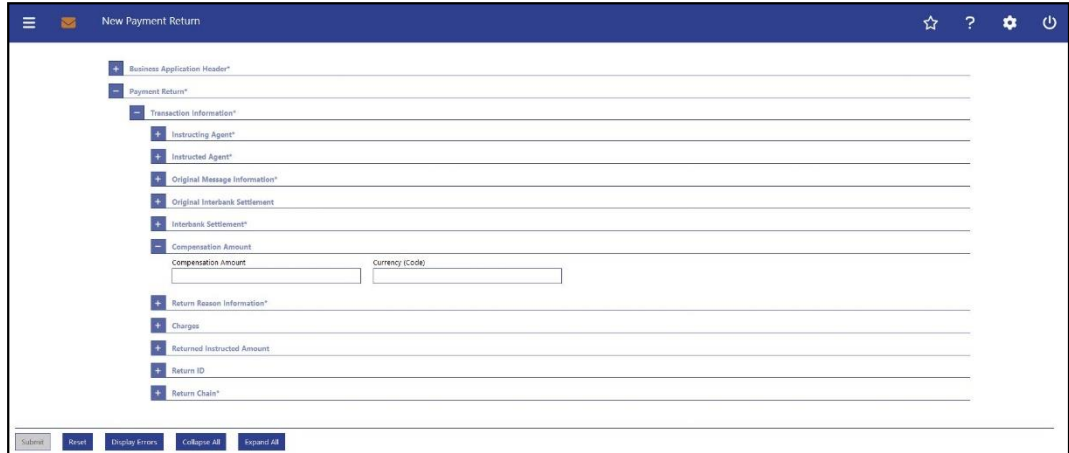 New Payment Return
?
+ Business Application Header*
− Payment Return*
− Transaction Information*
+ Instructing Agent*
+ Instructed Agent*
+ Original Message Information*
+ Original Interbank Settlement
+ Interbank Settlement*
− Compensation Amount
Compensation Amount Currency (Code)
+ Return Reason Information*
+ Charges
+ Returned Instructed Amount
+ Return ID
+ Return Chain*
Submit Reset Display Errors Collapse All Expand All